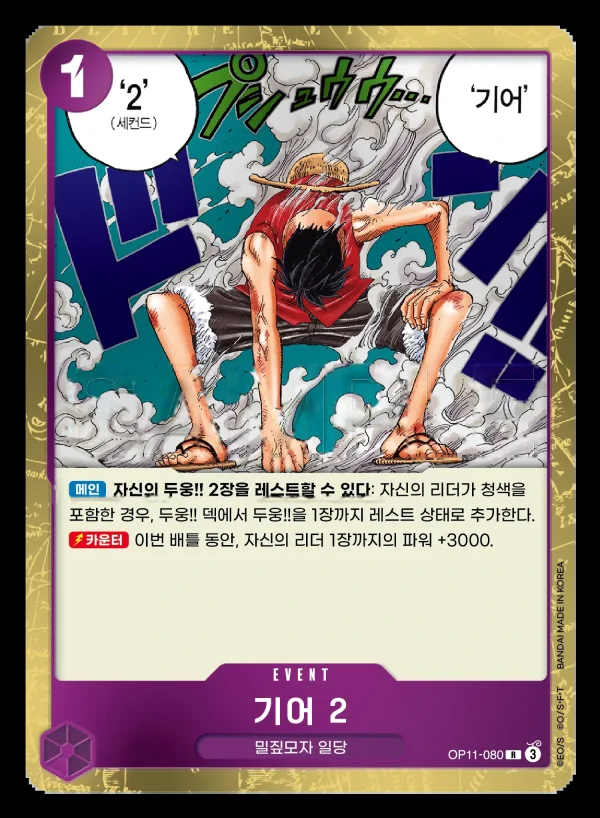 1
‘2’
(세컨드)
プシュウウ...
‘기어’
ドドン!!
SAMPLE
메인 자신의 두웅!! 2장을 레스트할 수 있다: 자신의 리더가 청색을
포함한 경우, 두웅!! 덱에서 두웅!!을 1장까지 레스트 상태로 추가한다.
카운터 이번 배틀 동안, 자신의 리더 1장까지의 파워 +3000.
EVENT
기어 2
밀짚모자 일당
OP11-080 R 3
©E.O/S ©O/S·F·T BANDAI MADE IN KOREA